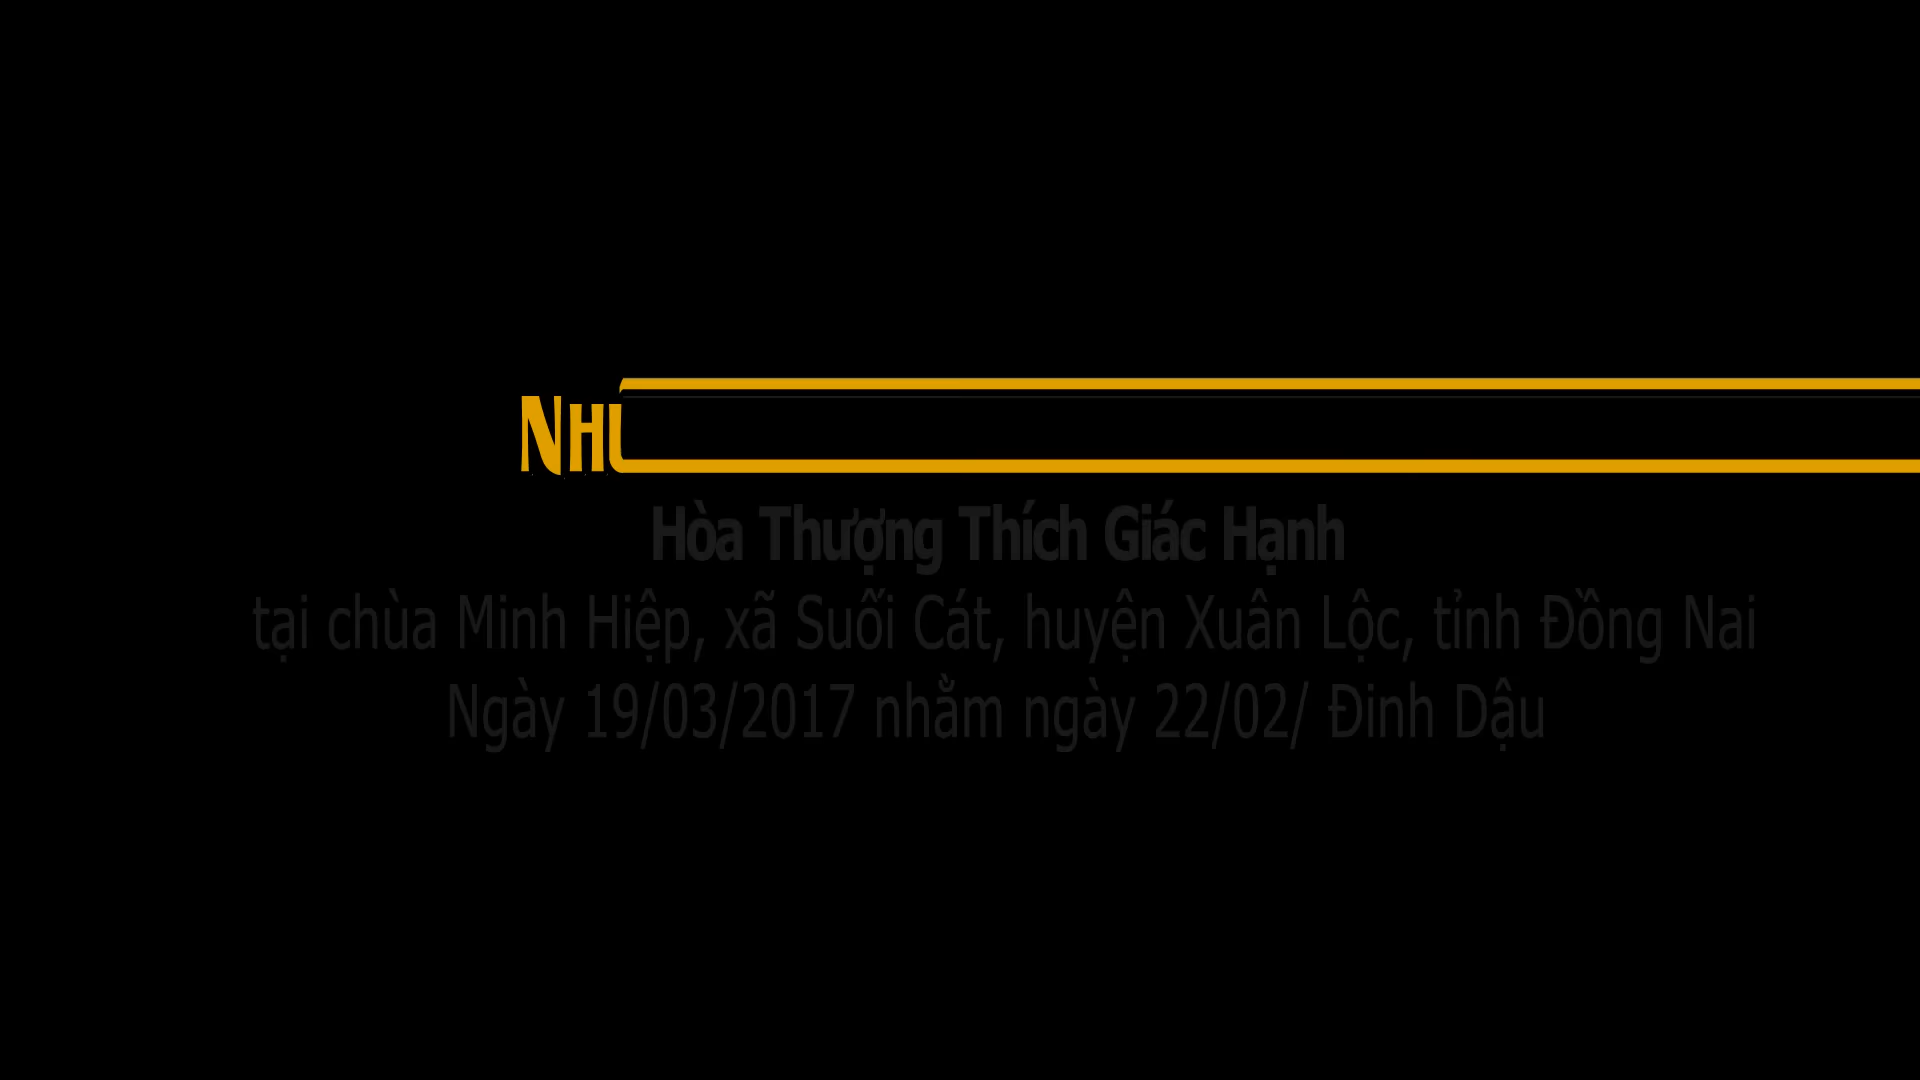 Hòa Thượng Thích Giác Hạnh
tại chùa Minh Hiệp, xã Suối Cát, huyện Xuân Lộc, tỉnh Đồng Nai
Ngày 19/03/2017 nhằm ngày 22/02/ Đinh Dậu